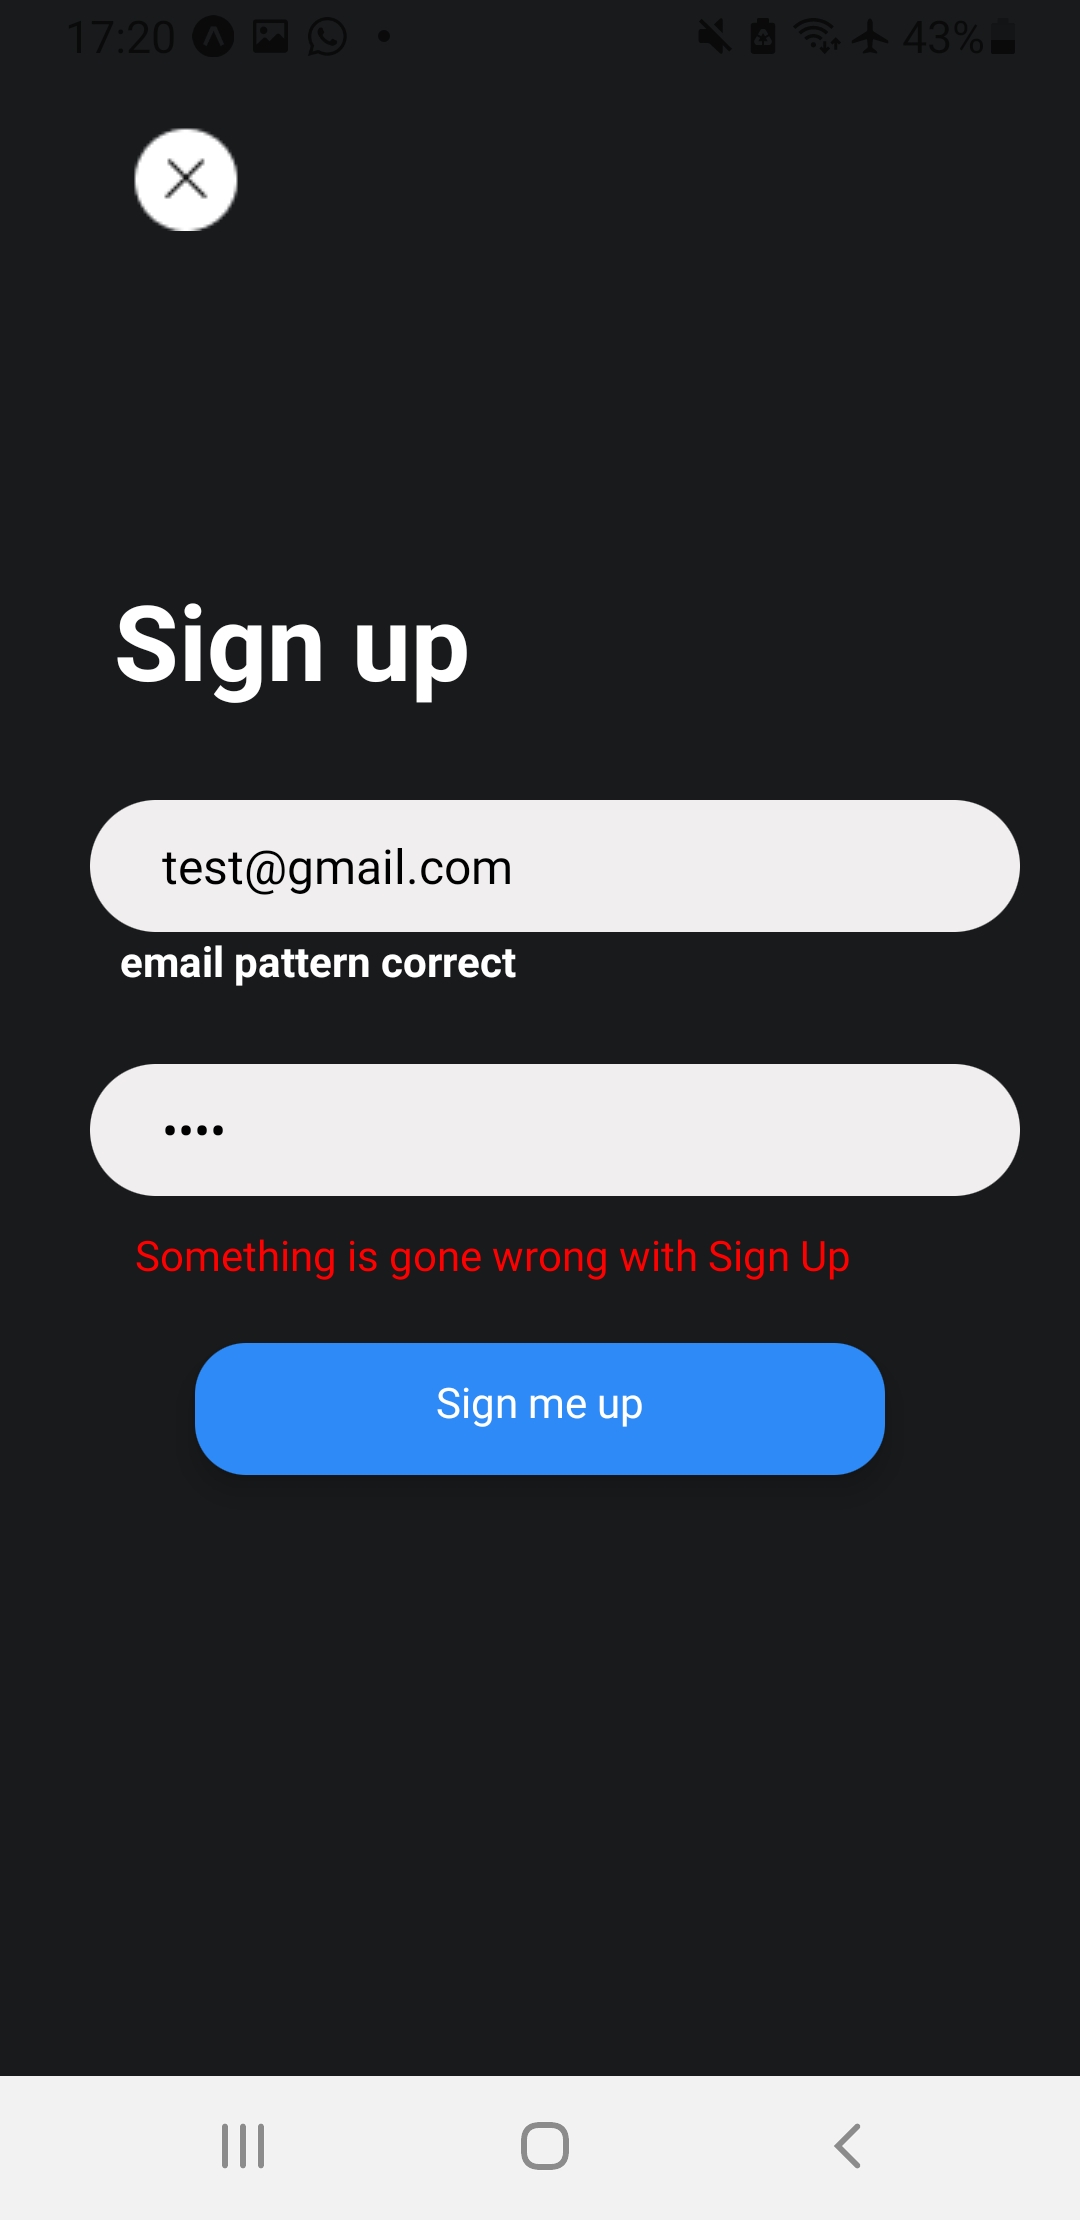 17:20 43%
Sign up
test@gmail.com
email pattern correct
••••
Something is gone wrong with Sign Up
Sign me up